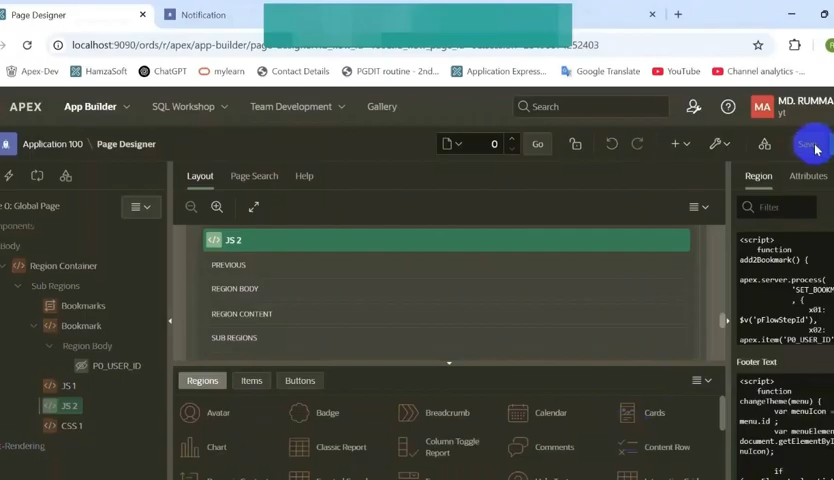 Page Designer
Notification
localhost:9090/ords/r/apex/app-builder/page-
252403
Apex-Dev
HamzaSoft
ChatGPT
mylearn
Contact Details
PGDIT routine - 2nd...
Application Express...
Google Translate
YouTube
Channel analytics -...
APEX
App Builder
SQL Workshop
Team Development
Gallery
Search
MA
MD. RUMMA
yt
Application 100 \ Page Designer
0
Go
Layout
Page Search
Help
Region
Attributes
e 0: Global Page
mponents
Body
Region Container
Sub Regions
Bookmarks
Bookmark
Region Body
P0_USER_ID
JS 1
JS 2
CSS 1
t-Rendering
JS 2
PREVIOUS
REGION BODY
REGION CONTENT
SUB REGIONS
Regions
Items
Buttons
Avatar
Badge
Breadcrumb
Calendar
Cards
Chart
Classic Report
Column Toggle
Report
Comments
Content Row
Filter
<script>
function
add2Bookmark() {
apex.server.process(
'SET_BOOKM
, {
x01:
$v('pFlowStepId'),
x02:
apex.item('P0_USER_ID'
Footer Text
<script>
function
changeTheme(menu) {
var menuIcon =
menu.id ;
var menuElemen
document.getElementByI
nuIcon);
if